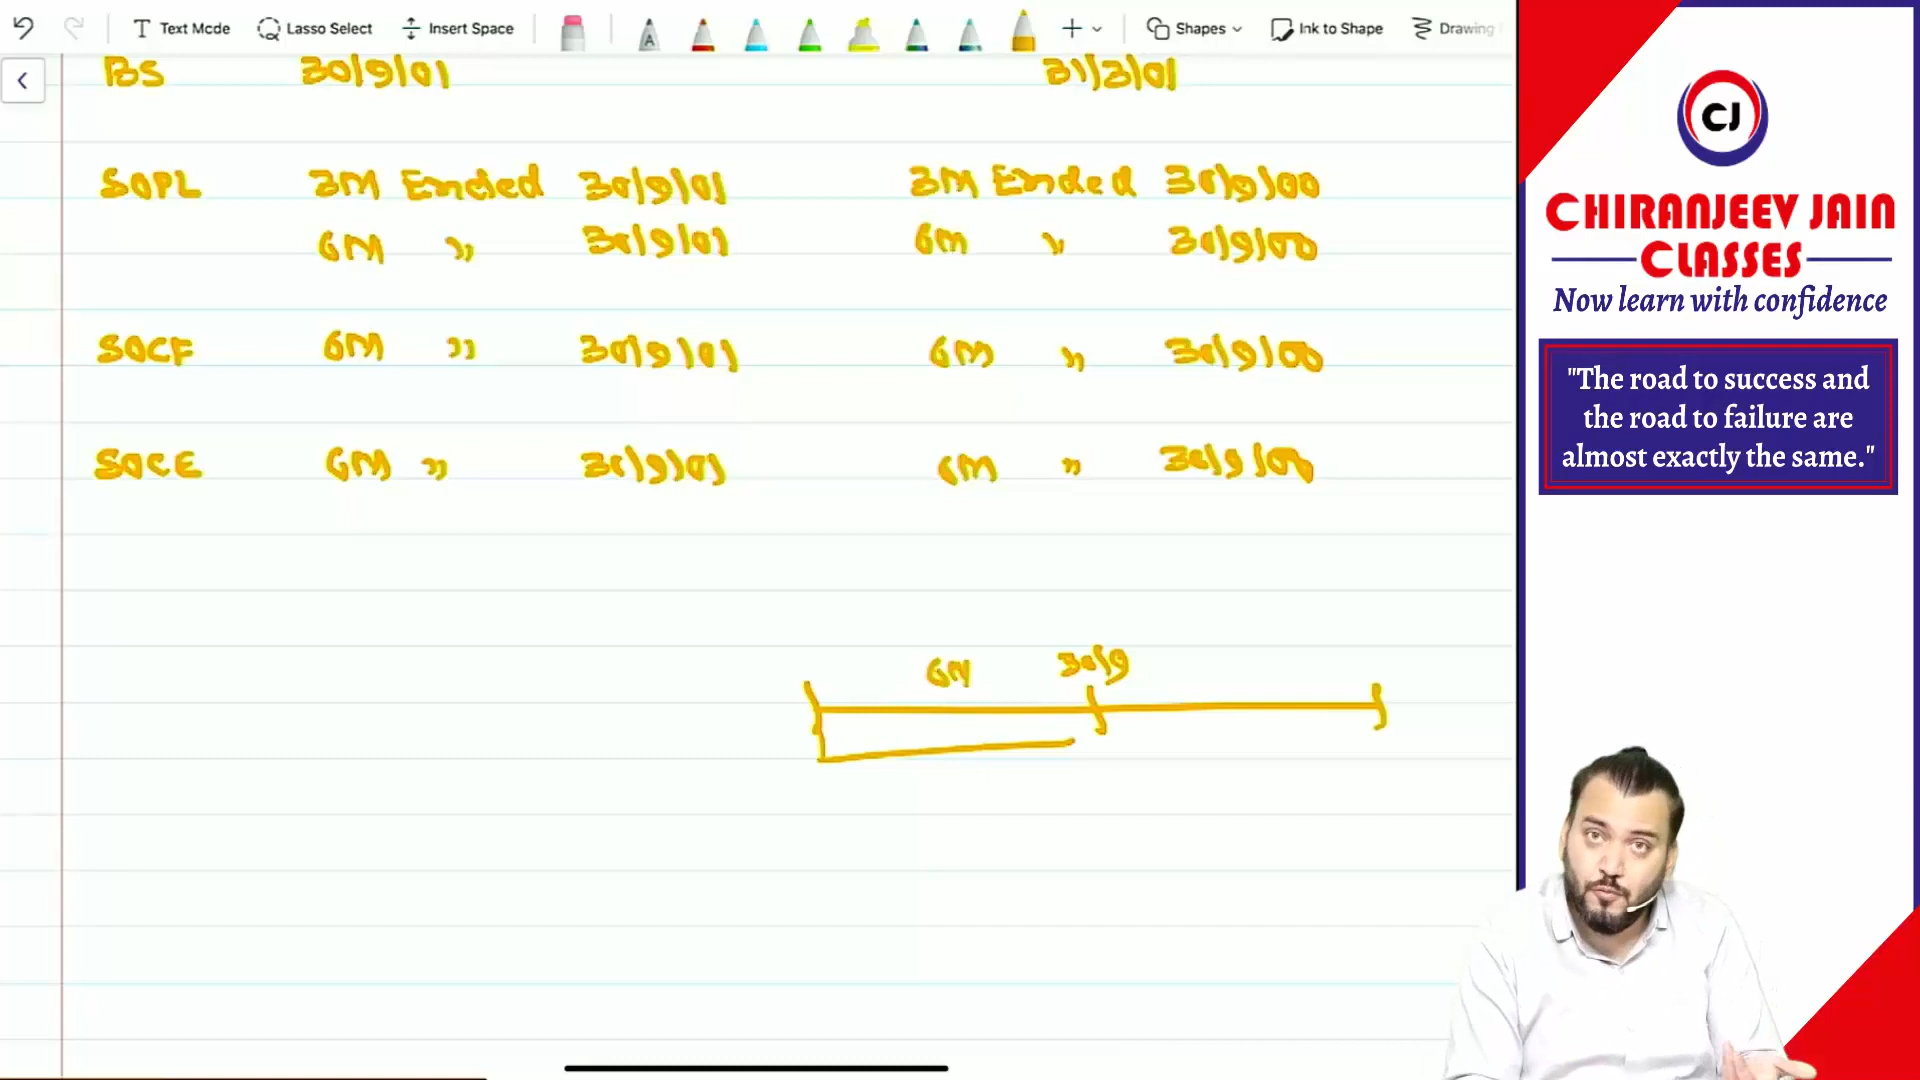 Text Mode Lasso Select Insert Space Shapes Ink to Shape Drawing
BS 30/9/01 31/3/01
SOPL 3M Ended 30/9/01 3M Ended 30/9/00
6M " 30/9/01 6M " 30/9/00
SOCF 6M " 30/9/01 6M " 30/9/00
SOCE 6M " 30/9/01 6M " 30/9/00
6M 30/9
CJ
CHIRANJEEV JAIN
CLASSES
Now learn with confidence
"The road to success and
the road to failure are
almost exactly the same."